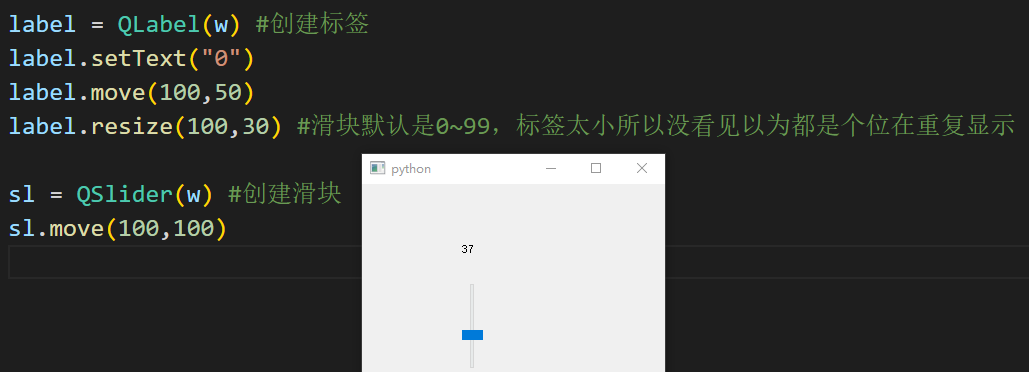 label = QLabel(w) #创建标签
label.setText("0")
label.move(100,50)
label.resize(100,30) #滑块默认是0~99，标签太小所以没看见以为都是个位在重复显示
sl = QSlider(w) #创建滑块
sl.move(100,100)
python
37